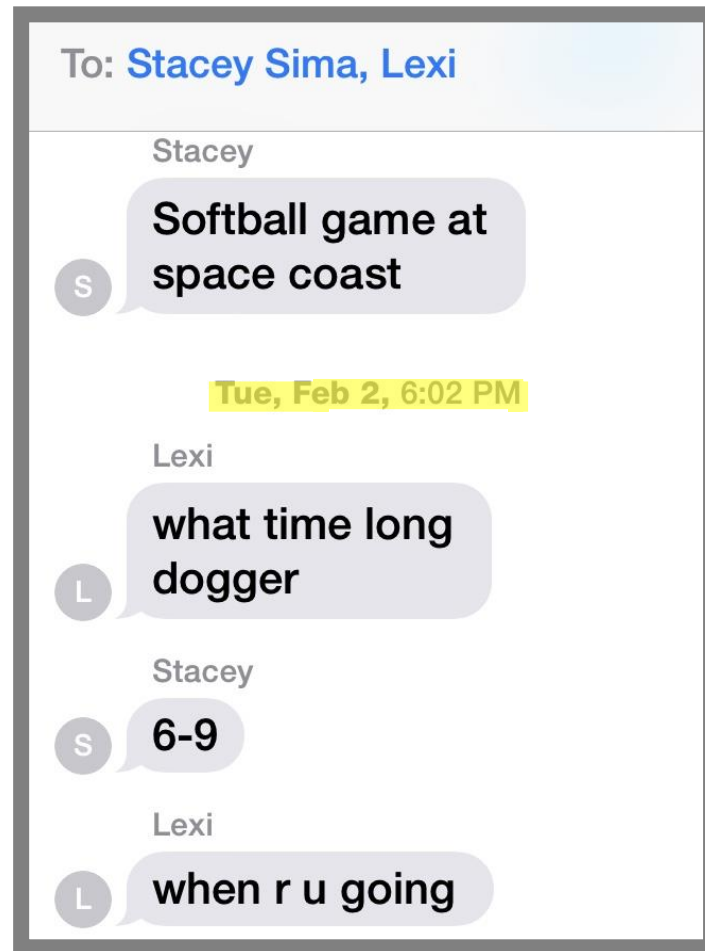 To: Stacey Sima, Lexi
Stacey
Softball game at
space coast
S
Tue, Feb 2, 6:02 PM
Lexi
what time long
dogger
L
Stacey
6-9
S
Lexi
when r u going
L